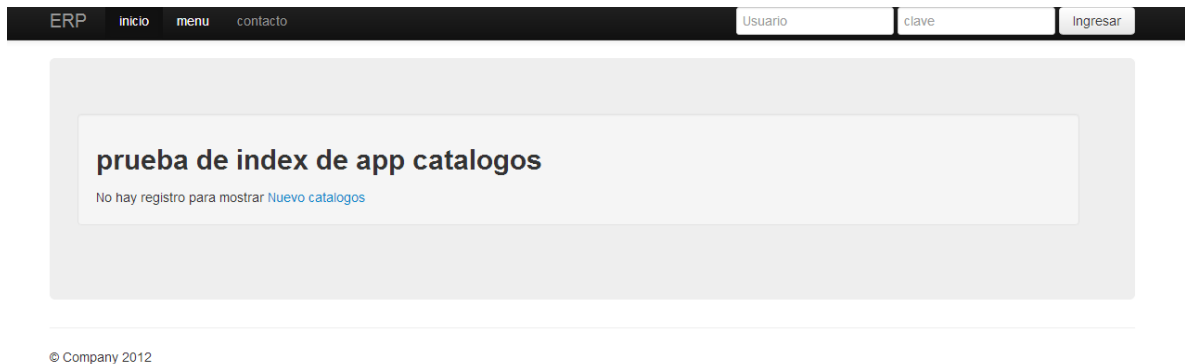 ERP inicio menu contacto Usuario clave Ingresar
prueba de index de app catalogos
No hay registro para mostrar Nuevo catalogos
© Company 2012